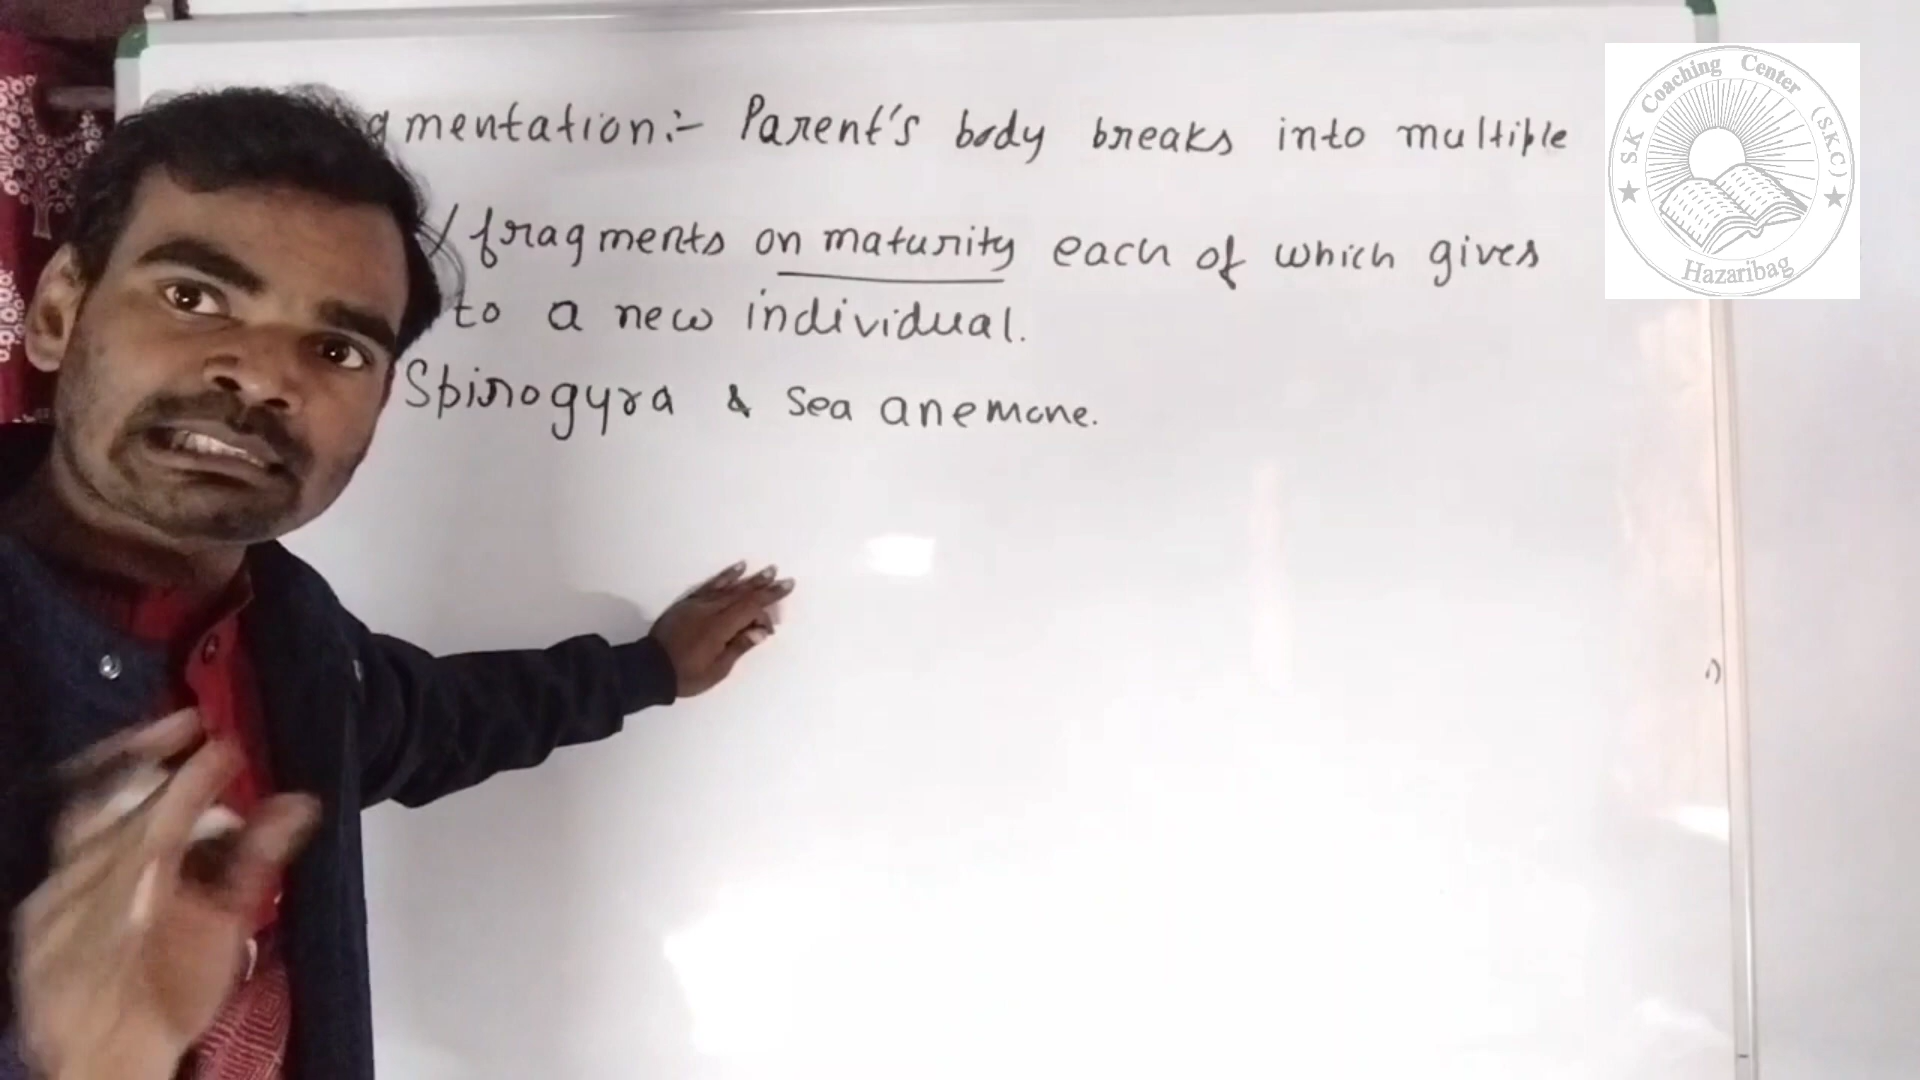 gmentation:- Parent's body breaks into multiple
/fragments on maturity each of which gives
to a new individual.
Spirogyra & Sea anemone.
S.K Coaching Center (S.K.C)
Hazaribag